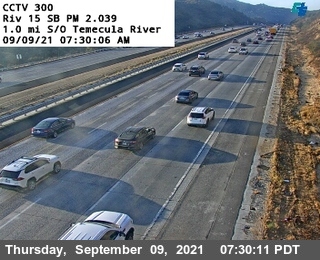 CCTV 300
Riv 15 SB PM 2.039
1.0 mi S/O Temecula River
09/09/21 07:30:06 AM
Thursday, September 09, 2021 07:30:11 PDT